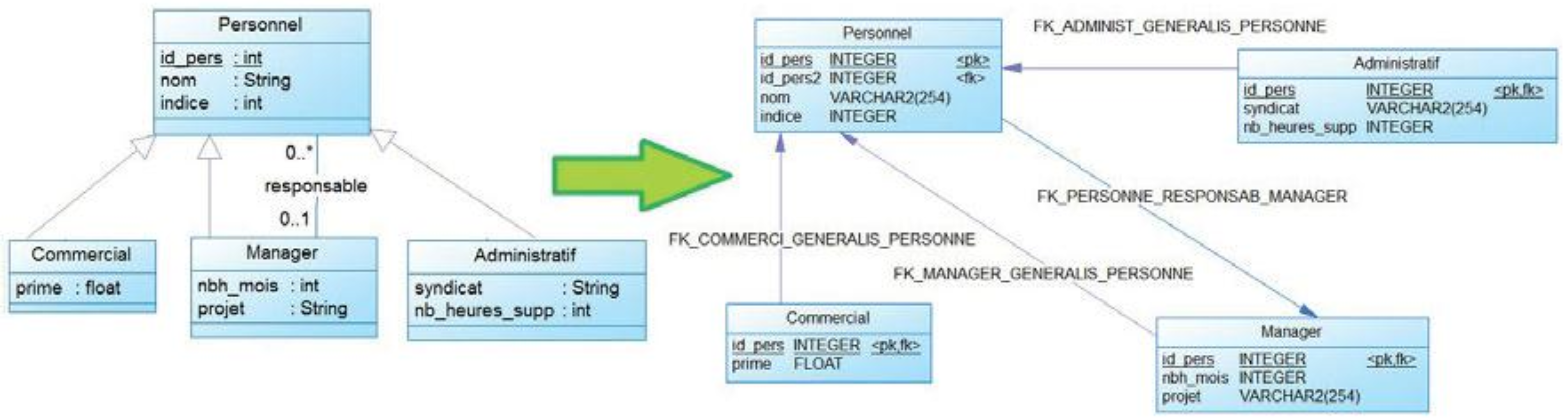 Personnel
id_pers : int
nom : String
indice : int
0..*
responsable
0..1
Commercial
prime : float
Manager
nbh_mois : int
projet : String
Administratif
syndicat : String
nb_heures_supp : int
Personnel
id_pers INTEGER <pk>
id_pers2 INTEGER <fk>
nom VARCHAR2(254)
indice INTEGER
FK_ADMINIST_GENERALIS_PERSONNE
Administratif
id_pers INTEGER <pk,fk>
syndicat VARCHAR2(254)
nb_heures_supp INTEGER
FK_PERSONNE_RESPONSAB_MANAGER
FK_COMMERCI_GENERALIS_PERSONNE
FK_MANAGER_GENERALIS_PERSONNE
Commercial
id_pers INTEGER <pk,fk>
prime FLOAT
Manager
id_pers INTEGER <pk,fk>
nbh_mois INTEGER
projet VARCHAR2(254)